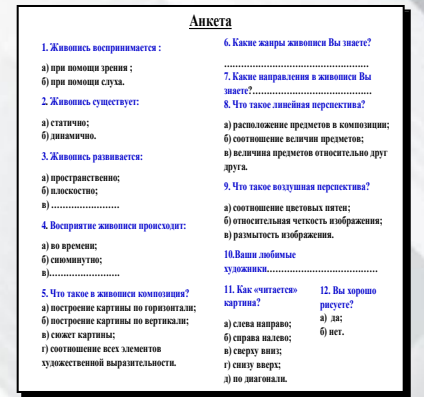 Анкета
1. Живопись воспринимается :
а) при помощи зрения ;
б) при помощи слуха.
2. Живопись существует:
а) статично;
б) динамично.
3. Живопись развивается:
а) пространственно;
б) плоскостно;
в) ……………………
4. Восприятие живописи происходит:
а) во времени;
б) сиюминутно;
в)…………………….
5. Что такое в живописи композиция?
а) построение картины по горизонтали;
б) построение картины по вертикали;
в) сюжет картины;
г) соотношение всех элементов
художественной выразительности.
6. Какие жанры живописи Вы знаете?
……………………………………………
7. Какие направления в живописи Вы
знаете?……………………………………
8. Что такое линейная перспектива?
а) расположение предметов в композиции;
б) соотношение величин предметов;
в) величина предметов относительно друг
друга.
9. Что такое воздушная перспектива?
а) соотношение цветовых пятен;
б) относительная четкость изображения;
в) размытость изображения.
10.Ваши любимые
художники…………………………………
11. Как «читается»
картина?
а) слева направо;
б) справа налево;
в) сверху вниз;
г) снизу вверх;
д) по диагонали.
12. Вы хорошо
рисуете?
а) да;
б) нет.